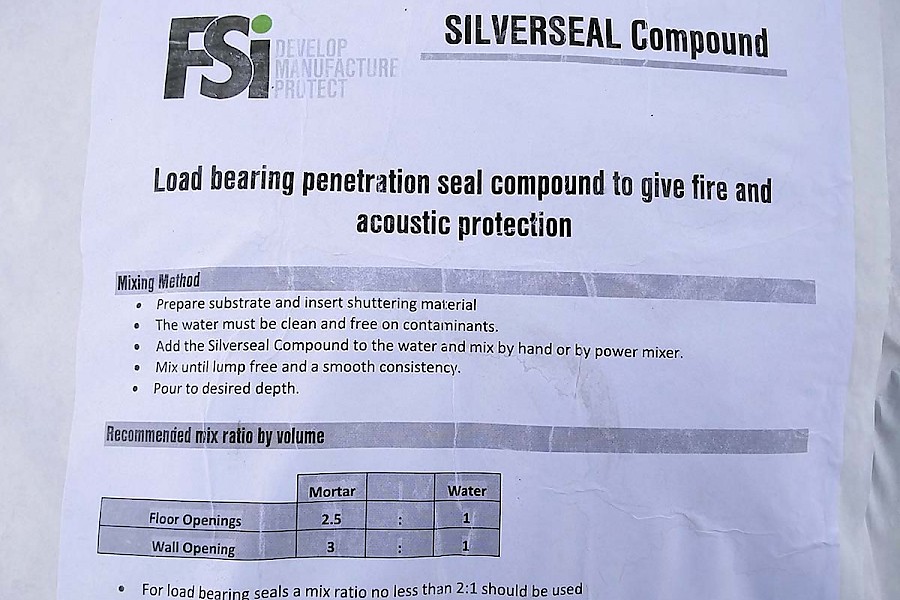 FSi
DEVELOP
MANUFACTURE
PROTECT
SILVERSEAL Compound
Load bearing penetration seal compound to give fire and
acoustic protection
Mixing Method
• Prepare substrate and insert shuttering material
• The water must be clean and free on contaminants.
• Add the Silverseal Compound to the water and mix by hand or by power mixer.
• Mix until lump free and a smooth consistency.
• Pour to desired depth.
Recommended mix ratio by volume
Mortar Water
Floor Openings 2.5 : 1
Wall Opening 3 : 1
• For load bearing seals a mix ratio no less than 2:1 should be used